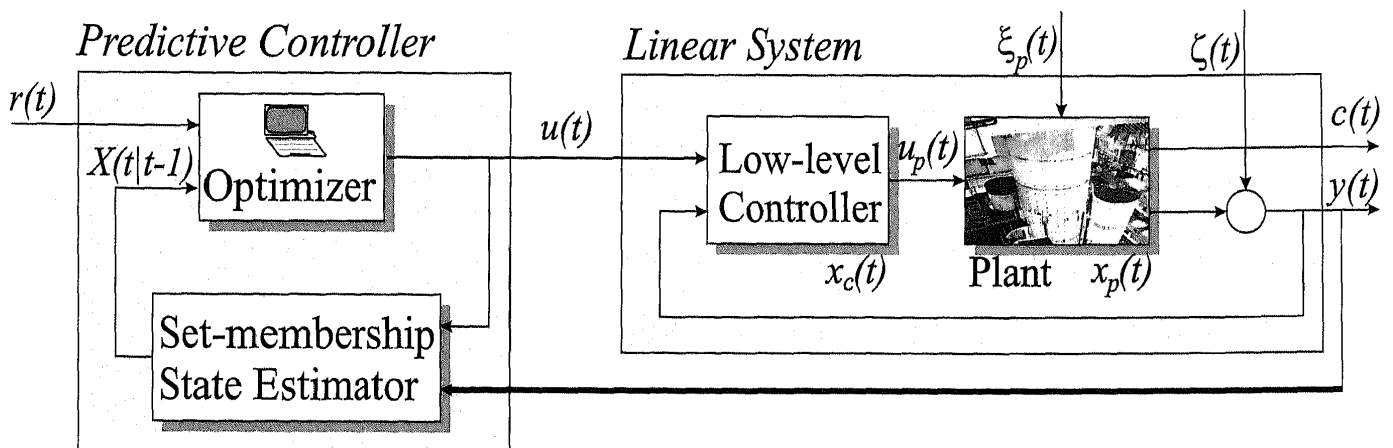 Predictive Controller
Linear System
ξp(t)
ζ(t)
r(t)
X(t|t-1)
Optimizer
u(t)
Low-level
Controller
up(t)
c(t)
y(t)
xc(t)
Plant
xp(t)
Set-membership
State Estimator